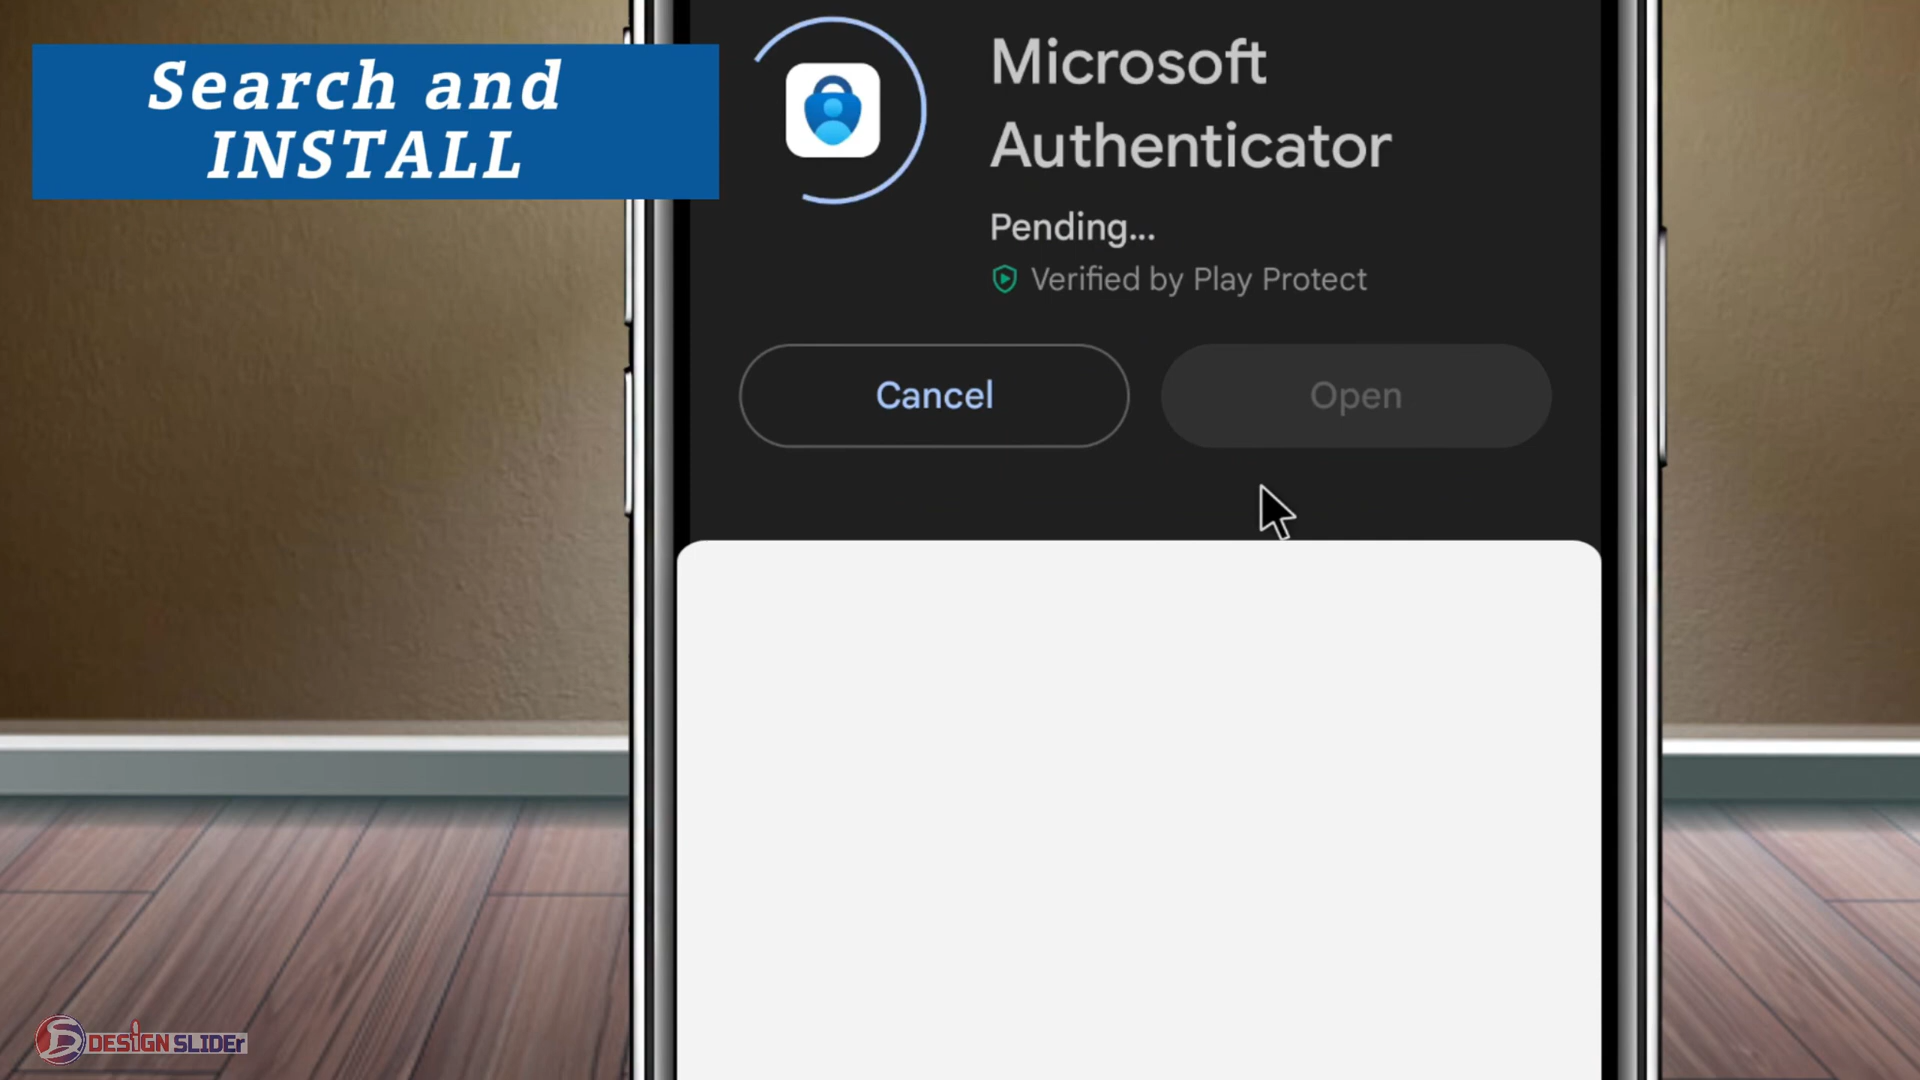 Search and
INSTALL
Microsoft
Authenticator
Pending...
Verified by Play Protect
Cancel
Open
DESIGN SLIDEr